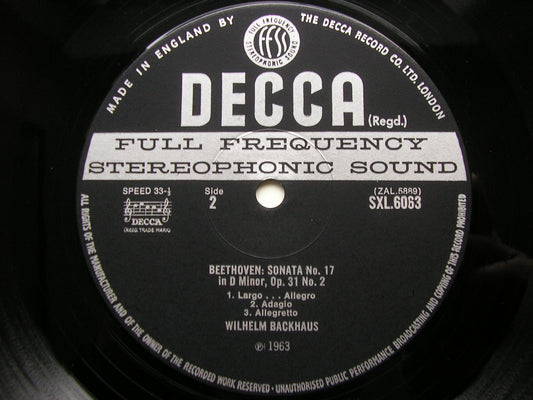 MADE IN ENGLAND BY
THE DECCA RECORD CO. LTD. LONDON
FULL FREQUENCY
ffss
STEREOPHONIC SOUND
DECCA
(Regd.)
FULL FREQUENCY
STEREOPHONIC SOUND
SPEED 33-⅓
Side
2
DECCA
(REGD. TRADE MARK)
(ZAL.5889)
SXL.6063
BEETHOVEN: SONATA No. 17
in D Minor, Op. 31 No. 2
1. Largo . . . Allegro
2. Adagio
3. Allegretto
WILHELM BACKHAUS
℗ 1963
ALL RIGHTS OF THE MANUFACTURER AND OF THE OWNER OF THE RECORDED WORK RESERVED · UNAUTHORISED PUBLIC PERFORMANCE BROADCASTING AND COPYING OF THIS RECORD PROHIBITED